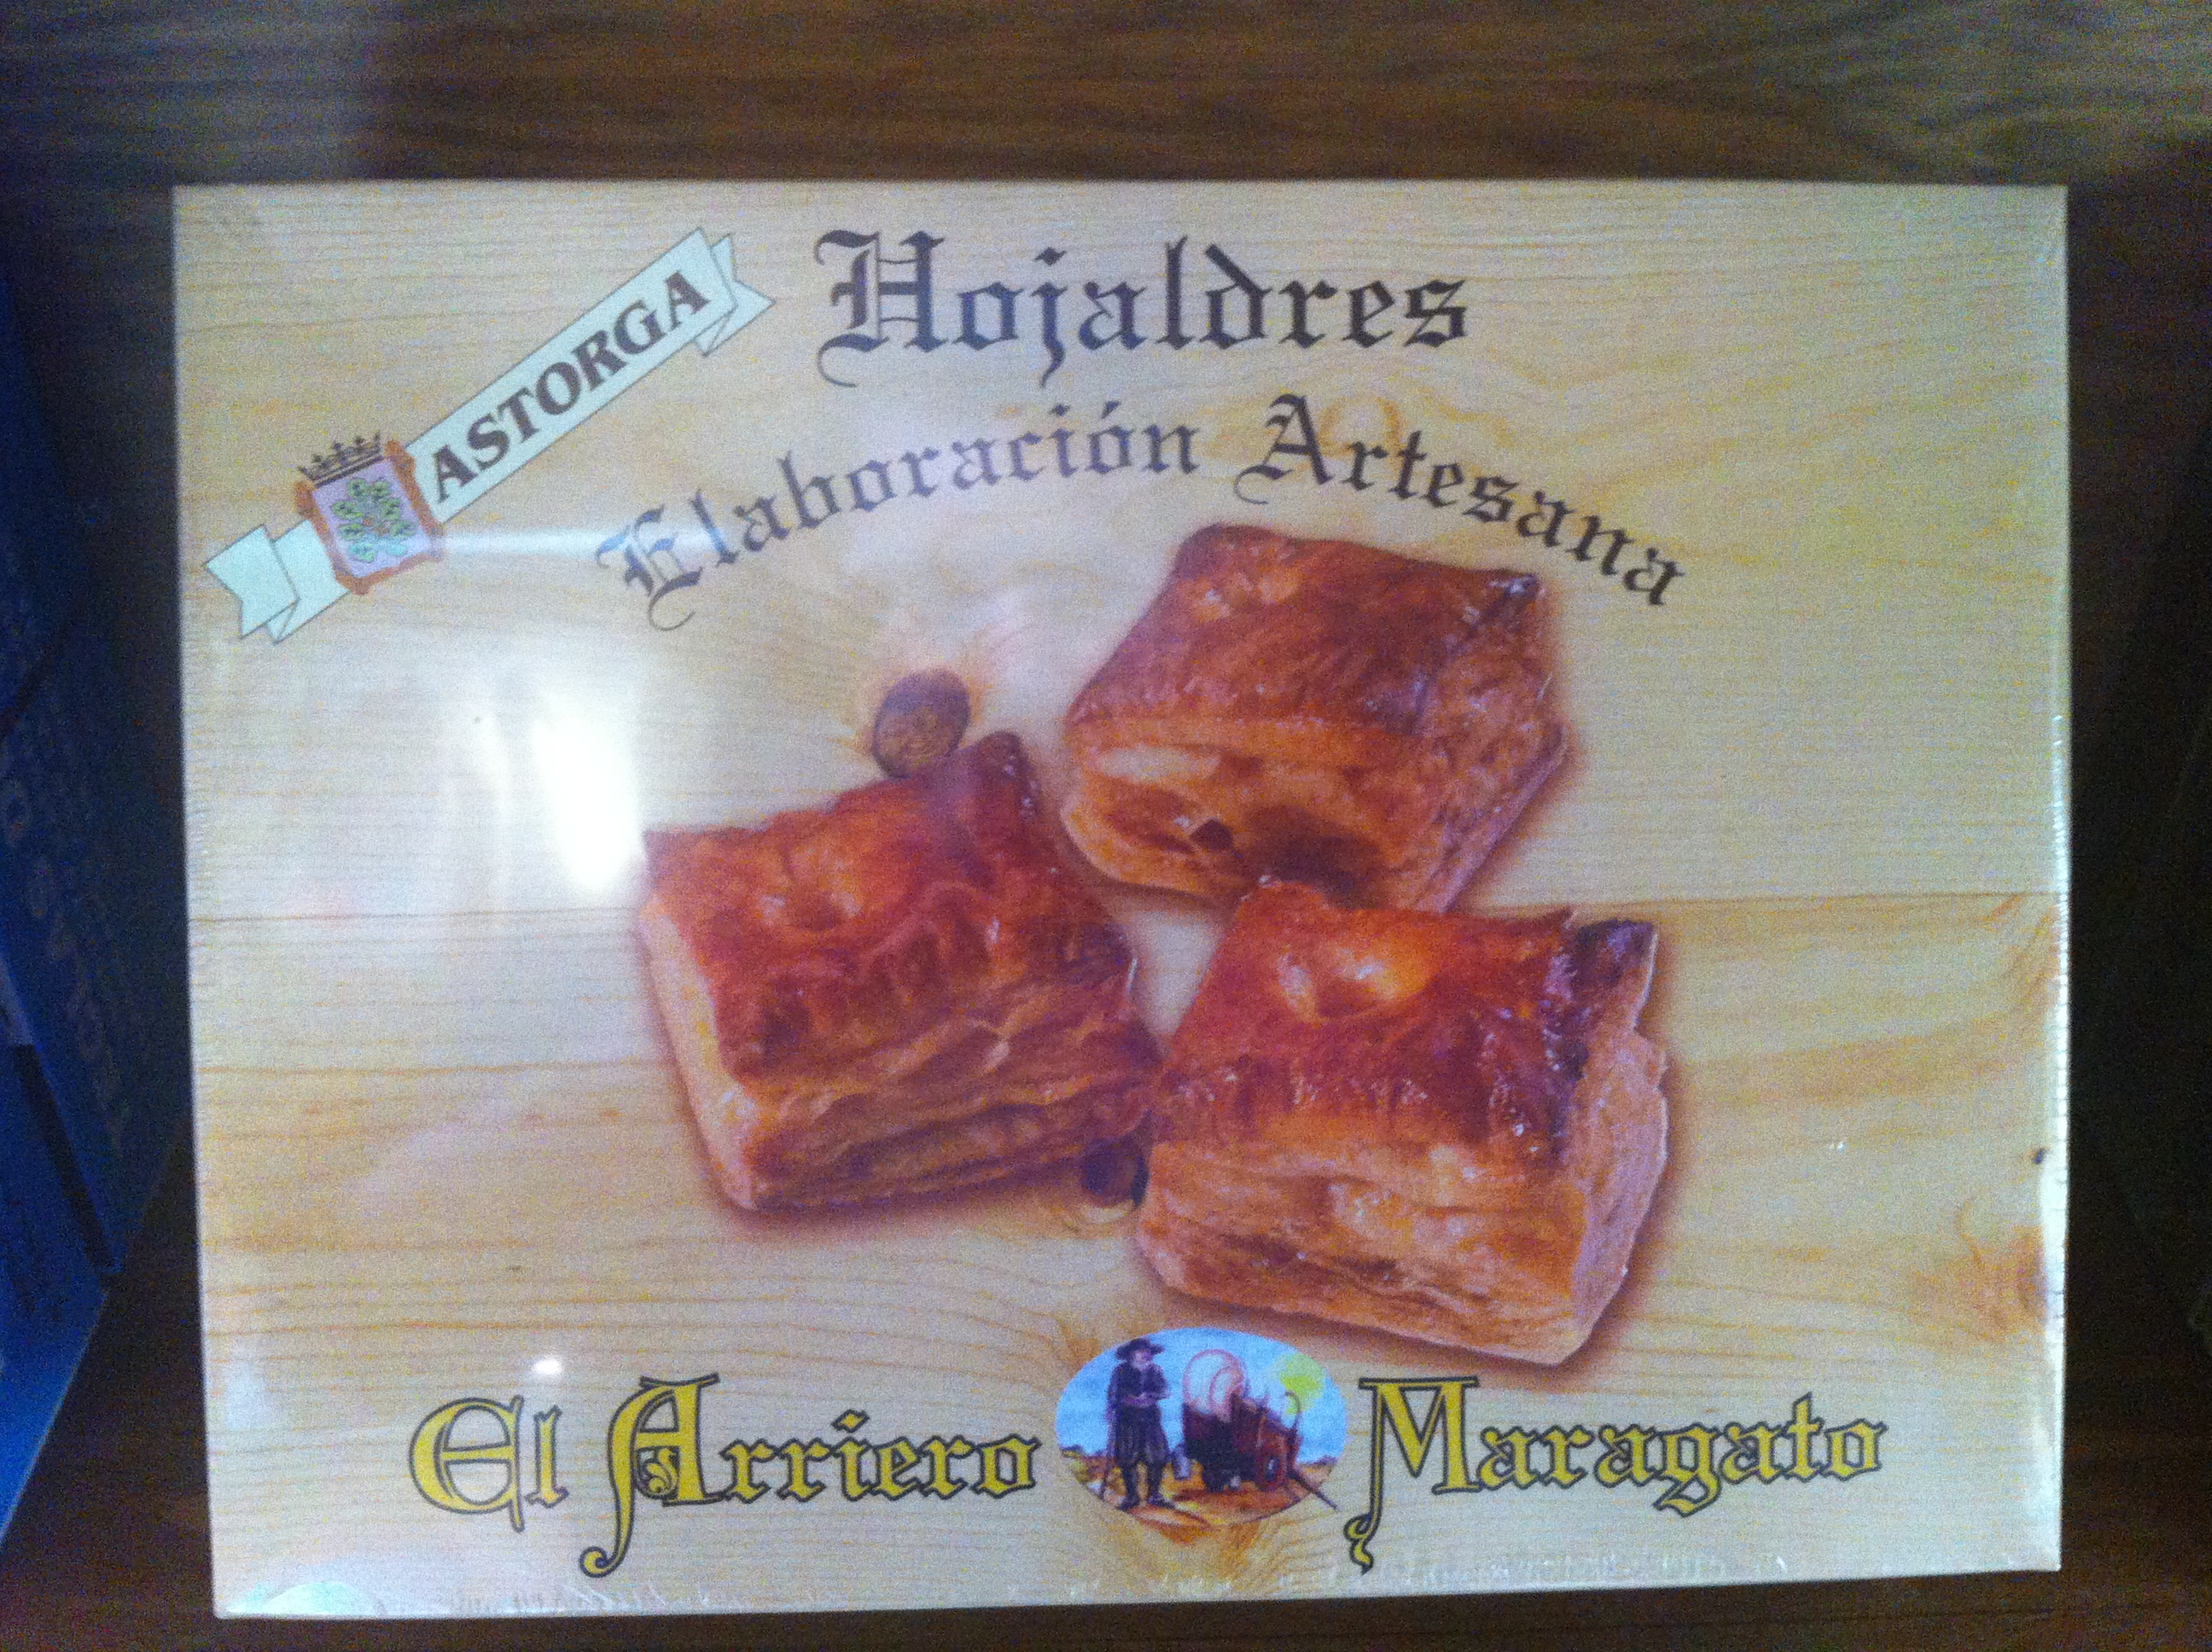 ASTORGA
Hojaldres
Elaboración Artesana
El Arriero Maragato